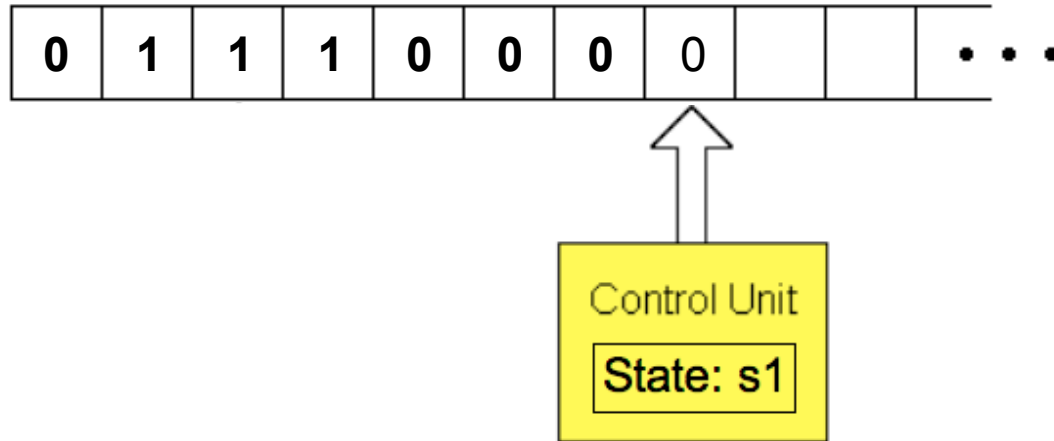 0 1 1 1 0 0 0 0 • • •
Control Unit
State: s1